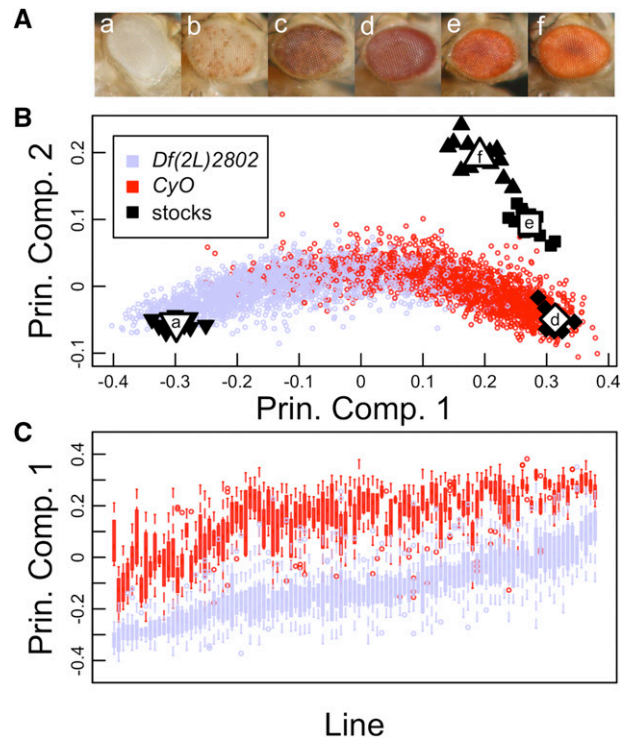 A
a b c d e f
B
Df(2L)2802
CyO
stocks
Prin. Comp. 2
0.2
0.1
0
-0.1
f
e
a
d
-0.4 -0.3 -0.2 -0.1 0 0.1 0.2 0.3 0.4
Prin. Comp. 1
C
Prin. Comp. 1
0.4
0.2
0
-0.2
-0.4
Line